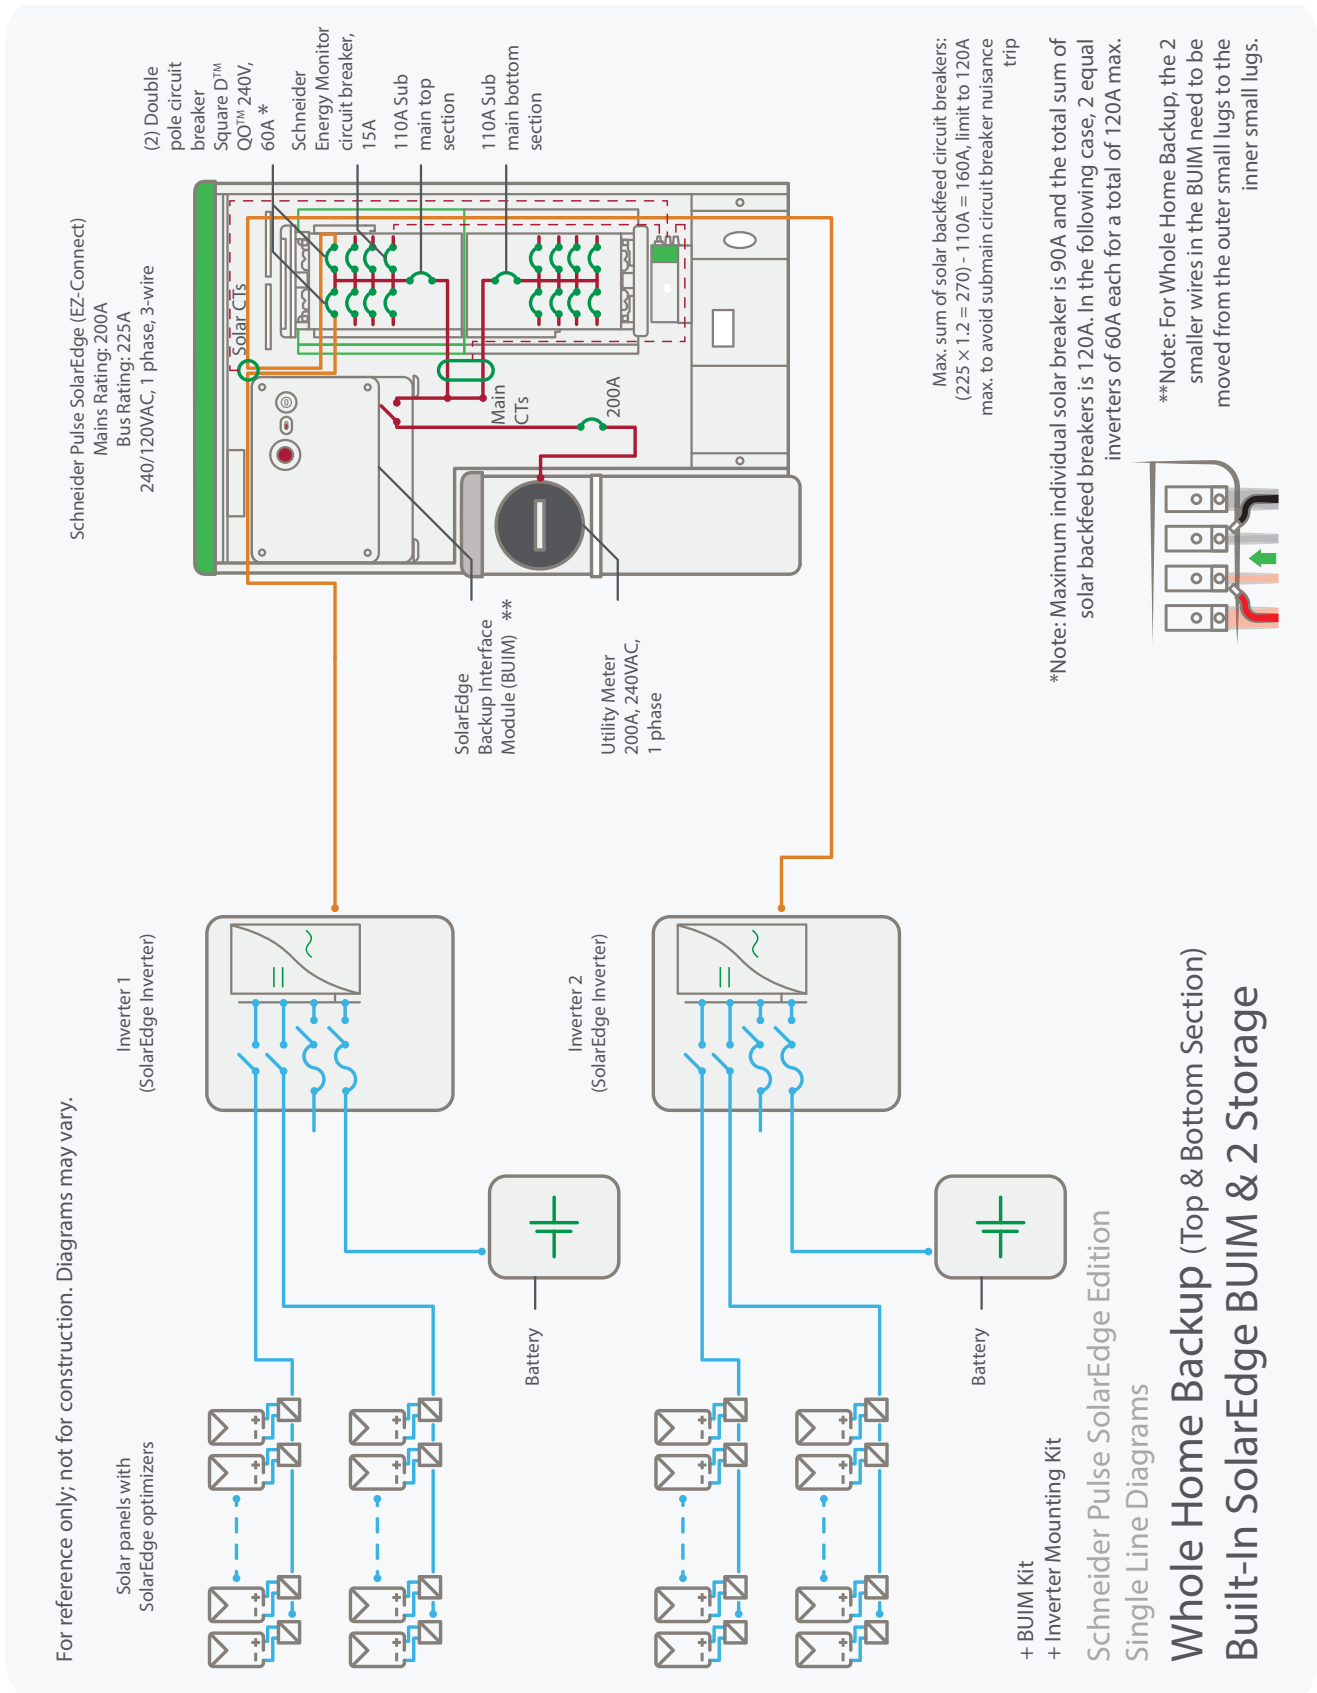 For reference only; not for construction. Diagrams may vary.
Solar panels with
SolarEdge optimizers
Inverter 1
(SolarEdge Inverter)
Schneider Pulse SolarEdge (EZ-Connect)
Mains Rating: 200A
Bus Rating: 225A
240/120VAC, 1 phase, 3-wire
(2) Double
pole circuit
breaker
Square D™
QO™ 240V,
60A *
Schneider
Energy Monitor
circuit breaker,
15A
110A Sub
main top
section
110A Sub
main bottom
section
Solar CTs
Main
CTs
200A
SolarEdge
Backup Interface
Module (BUIM) **
Utility Meter
200A, 240VAC,
1 phase
Battery
+
-
+
-
+
-
+
-
+
-
+
-
+
-
+
-
Inverter 2
(SolarEdge Inverter)
Battery
+
-
+
-
+
-
+
-
+
-
+
-
+
-
+
-
Max. sum of solar backfeed circuit breakers:
(225 × 1.2 = 270) - 110A = 160A, limit to 120A
max. to avoid submain circuit breaker nuisance
trip
*Note: Maximum individual solar breaker is 90A and the total sum of
solar backfeed breakers is 120A. In the following case, 2 equal
inverters of 60A each for a total of 120A max.
**Note: For Whole Home Backup, the 2
smaller wires in the BUIM need to be
moved from the outer small lugs to the
inner small lugs.
+ BUIM Kit
+ Inverter Mounting Kit
Schneider Pulse SolarEdge Edition
Single Line Diagrams
Whole Home Backup (Top & Bottom Section)
Built-In SolarEdge BUIM & 2 Storage